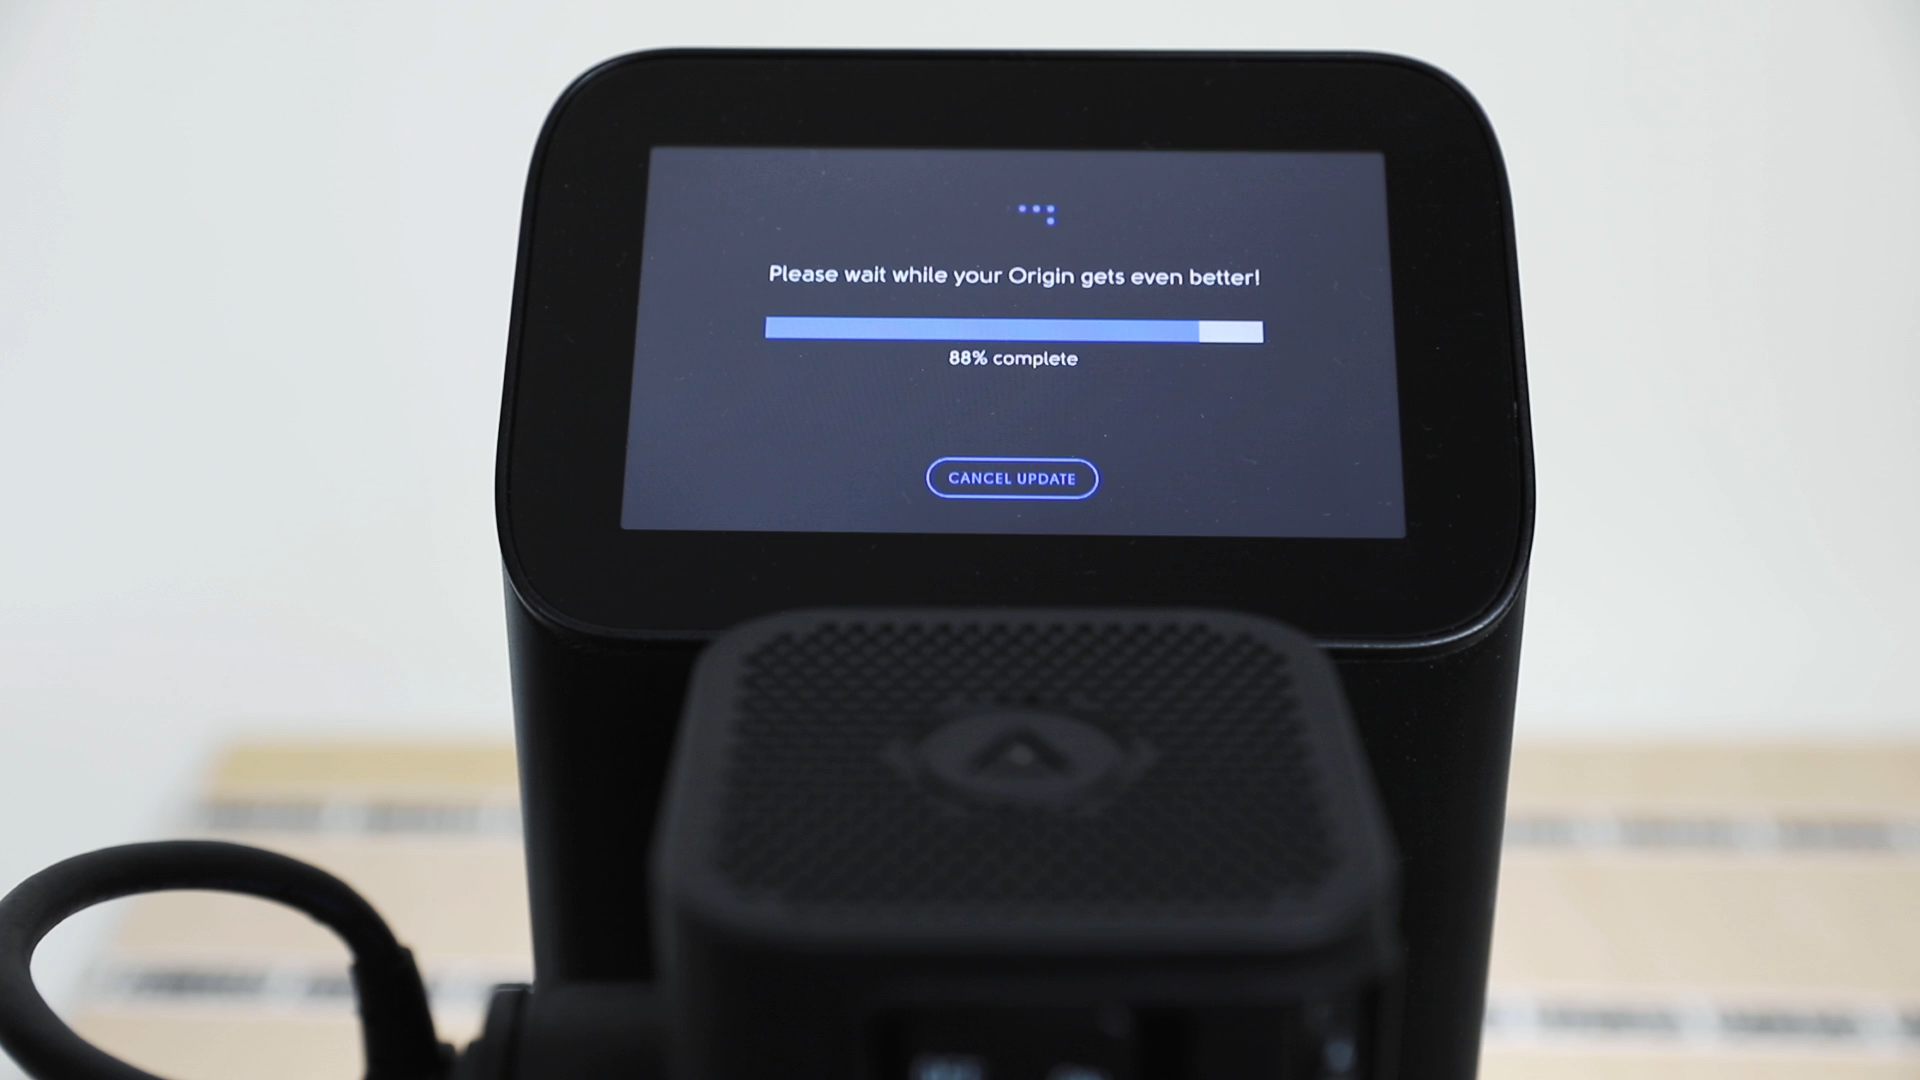 Please wait while your Origin gets even better!
88% complete
CANCEL UPDATE